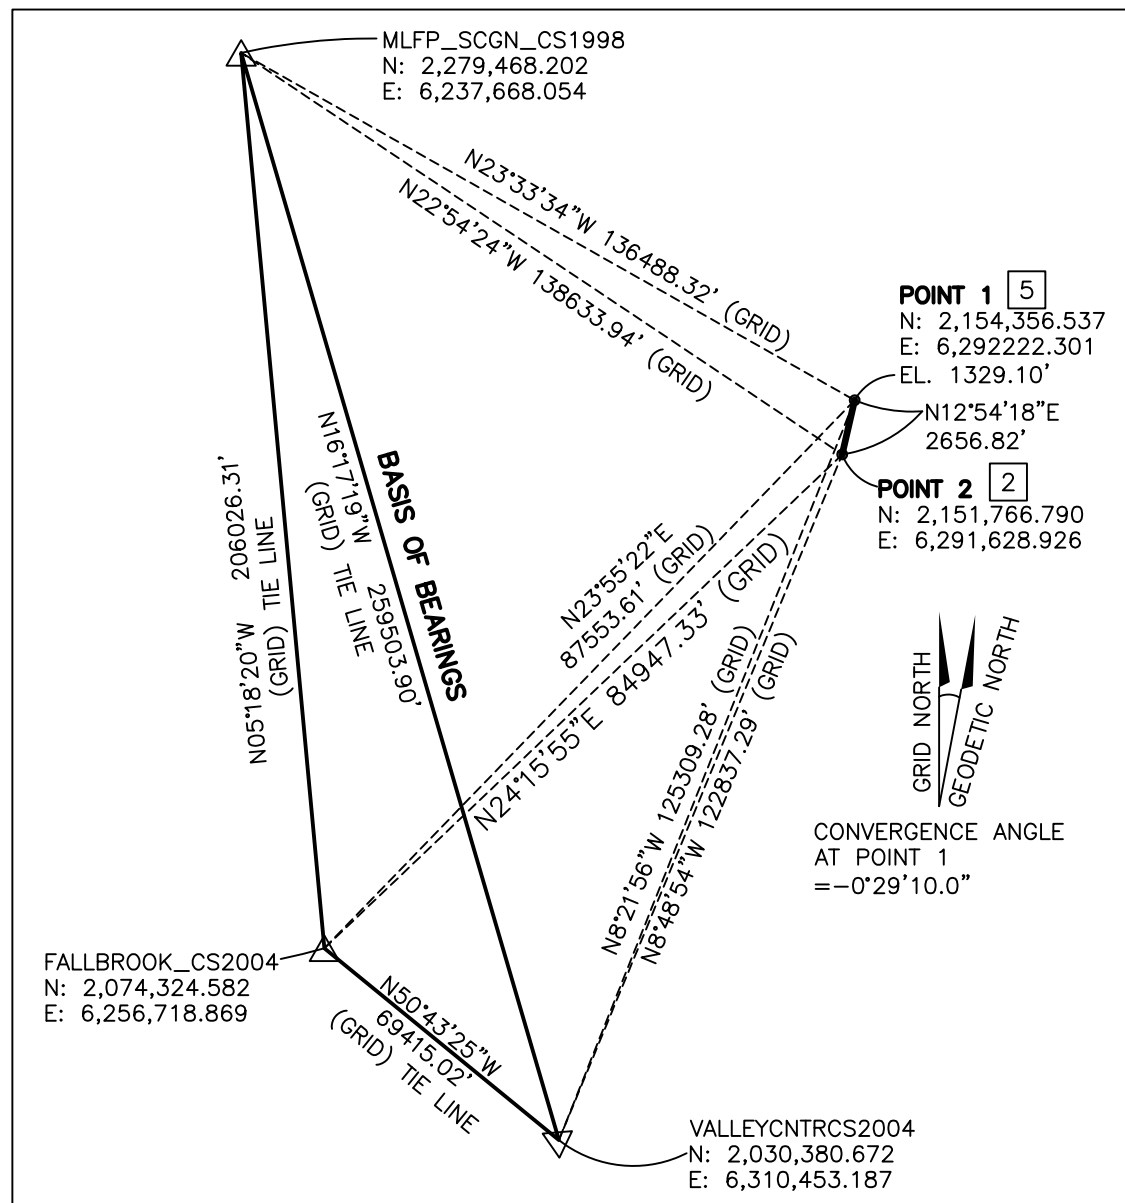 MLFP_SCGN_CS1998
N: 2,279,468.202
E: 6,237,668.054
N23°33'34"W 136488.32' (GRID)
N22°54'24"W 138633.94' (GRID)
POINT 1 5
N: 2,154,356.537
E: 6,292222.301
EL. 1329.10'
N12°54'18"E
2656.82'
POINT 2 2
N: 2,151,766.790
E: 6,291,628.926
BASIS OF BEARINGS
N16°17'19"W 259503.90'
(GRID) TIE LINE
N05°18'20"W 206026.31'
(GRID) TIE LINE
N23°55'22"E
87553.61' (GRID)
N24°15'55"E 84947.33' (GRID)
N8°21'56"W 125309.28' (GRID)
N8°48'54"W 122837.29' (GRID)
GRID NORTH
GEODETIC NORTH
CONVERGENCE ANGLE
AT POINT 1
=-0°29'10.0"
FALLBROOK_CS2004
N: 2,074,324.582
E: 6,256,718.869
N50°43'25"W
69415.02'
(GRID) TIE LINE
VALLEYCNTRCS2004
N: 2,030,380.672
E: 6,310,453.187